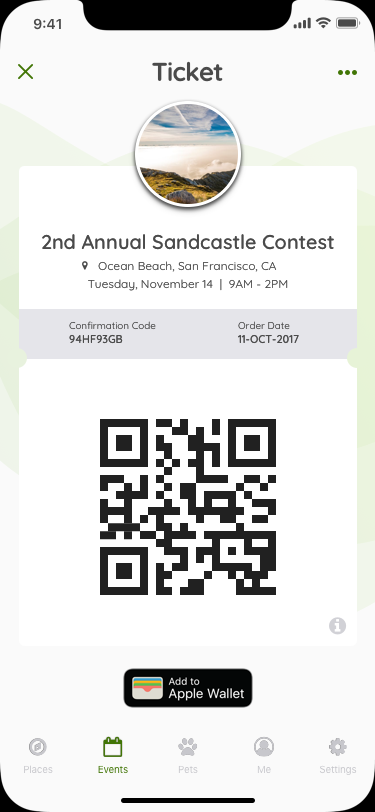 9:41
Ticket
2nd Annual Sandcastle Contest
Ocean Beach, San Francisco, CA
Tuesday, November 14 | 9AM - 2PM
Confirmation Code
Order Date
94HF93GB
11-OCT-2017
Add to
Apple Wallet
Places
Events
Pets
Me
Settings